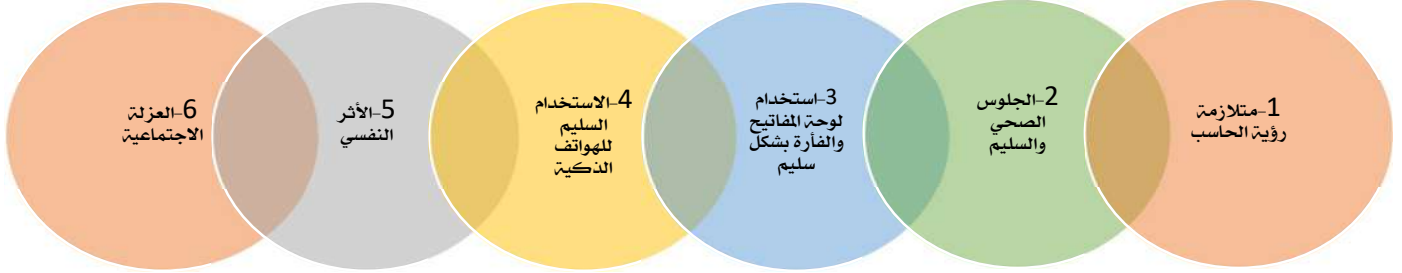 1-متلازمة
رؤية الحاسب
2-الجلوس
الصحي
والسليم
3-استخدام
لوحة المفاتيح
والفأرة بشكل
سليم
4-الاستخدام
السليم
للهواتف
الذكية
5-الأثر
النفسي
6-العزلة
الاجتماعية